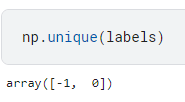 np.unique(labels)
array([-1,  0])